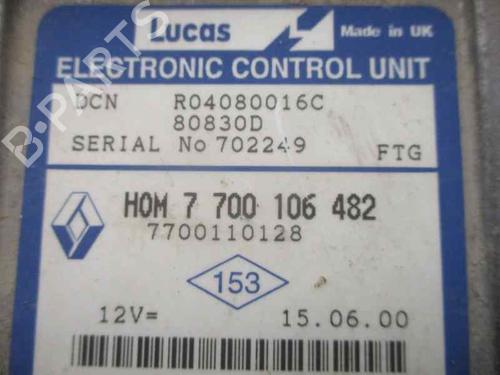 Lucas Made in UK
ELECTRONIC CONTROL UNIT
DCN R04080016C
80830D
SERIAL No 702249 FTG
HOM 7 700 106 482
7700110128
153
12V= 15.06.00
B-PARTS